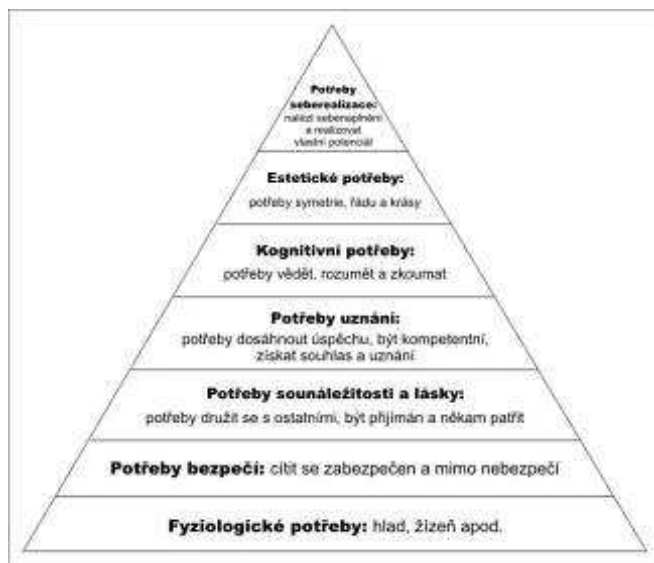 Potřeby
seberealizace:
nalézt sebenaplnění
a realizovat
vlastní potenciál
Estetické potřeby:
potřeby symetrie, řádu a krásy
Kognitivní potřeby:
potřeby vědět, rozumět a zkoumat
Potřeby uznání:
potřeby dosáhnout úspěchu, být kompetentní,
získat souhlas a uznání
Potřeby sounáležitosti a lásky:
potřeby družit se s ostatními, být přijímán a někam patřit
Potřeby bezpečí: cítit se zabezpečen a mimo nebezpečí
Fyziologické potřeby: hlad, žízeň apod.